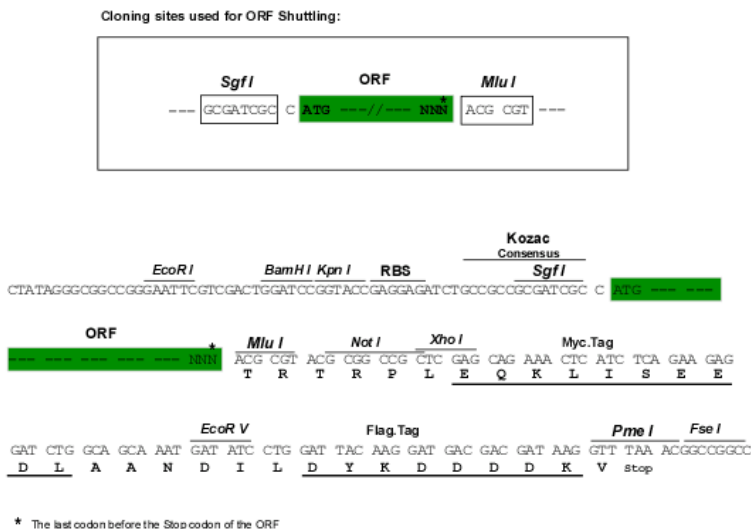 Cloning sites used for ORF Shuttling:
Sgf I ORF Mlu I
--- GCGATCGC C ATG ---//--- NNN* ACG CGT ---
Kozac
Consensus
EcoR I BamH I Kpn I RBS Sgf I
CTATAGGGCGGCCGGGAATTCGTCGACTGGATCCGGTACCGAGGAGATCTGCCGCCGCGATCGC C ATG --- ---
ORF * Mlu I Not I Xho I Myc.Tag
--- --- --- --- --- --- NNN ACG CGT ACG CGG CCG CTC GAG CAG AAA CTC ATC TCA GAA GAG
T R T R P L E Q K L I S E E
EcoR V Flag.Tag Pme I Fse I
GAT CTG GCA GCA AAT GAT ATC CTG GAT TAC AAG GAT GAC GAC GAT AAG GTT TAA ACGGCCGGCC
D L A A N D I L D Y K D D D D K V Stop
* The last codon before the Stop codon of the ORF